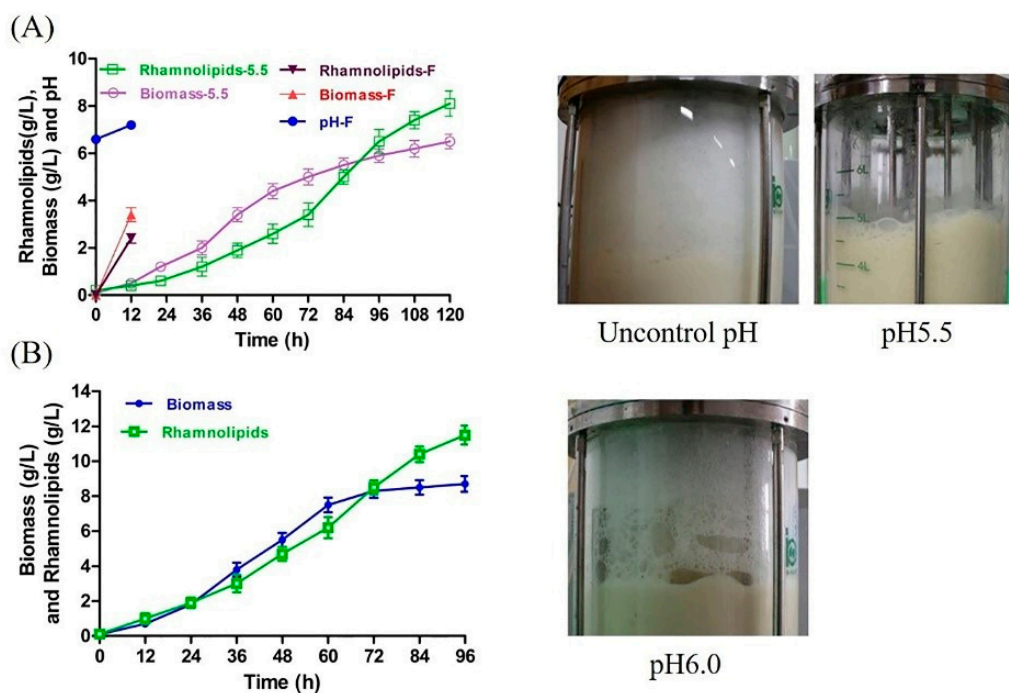 (A)
Rhamnolipids(g/L),
Biomass (g/L) and pH
10
8
6
4
2
0
Rhamnolipids-5.5
Biomass-5.5
Rhamnolipids-F
Biomass-F
pH-F
0 12 24 36 48 60 72 84 96 108 120
Time (h)
6L
5L
4L
Uncontrol pH
pH5.5
(B)
Biomass (g/L)
and Rhamnolipids (g/L)
14
12
10
8
6
4
2
0
Biomass
Rhamnolipids
0 12 24 36 48 60 72 84 96
Time (h)
pH6.0